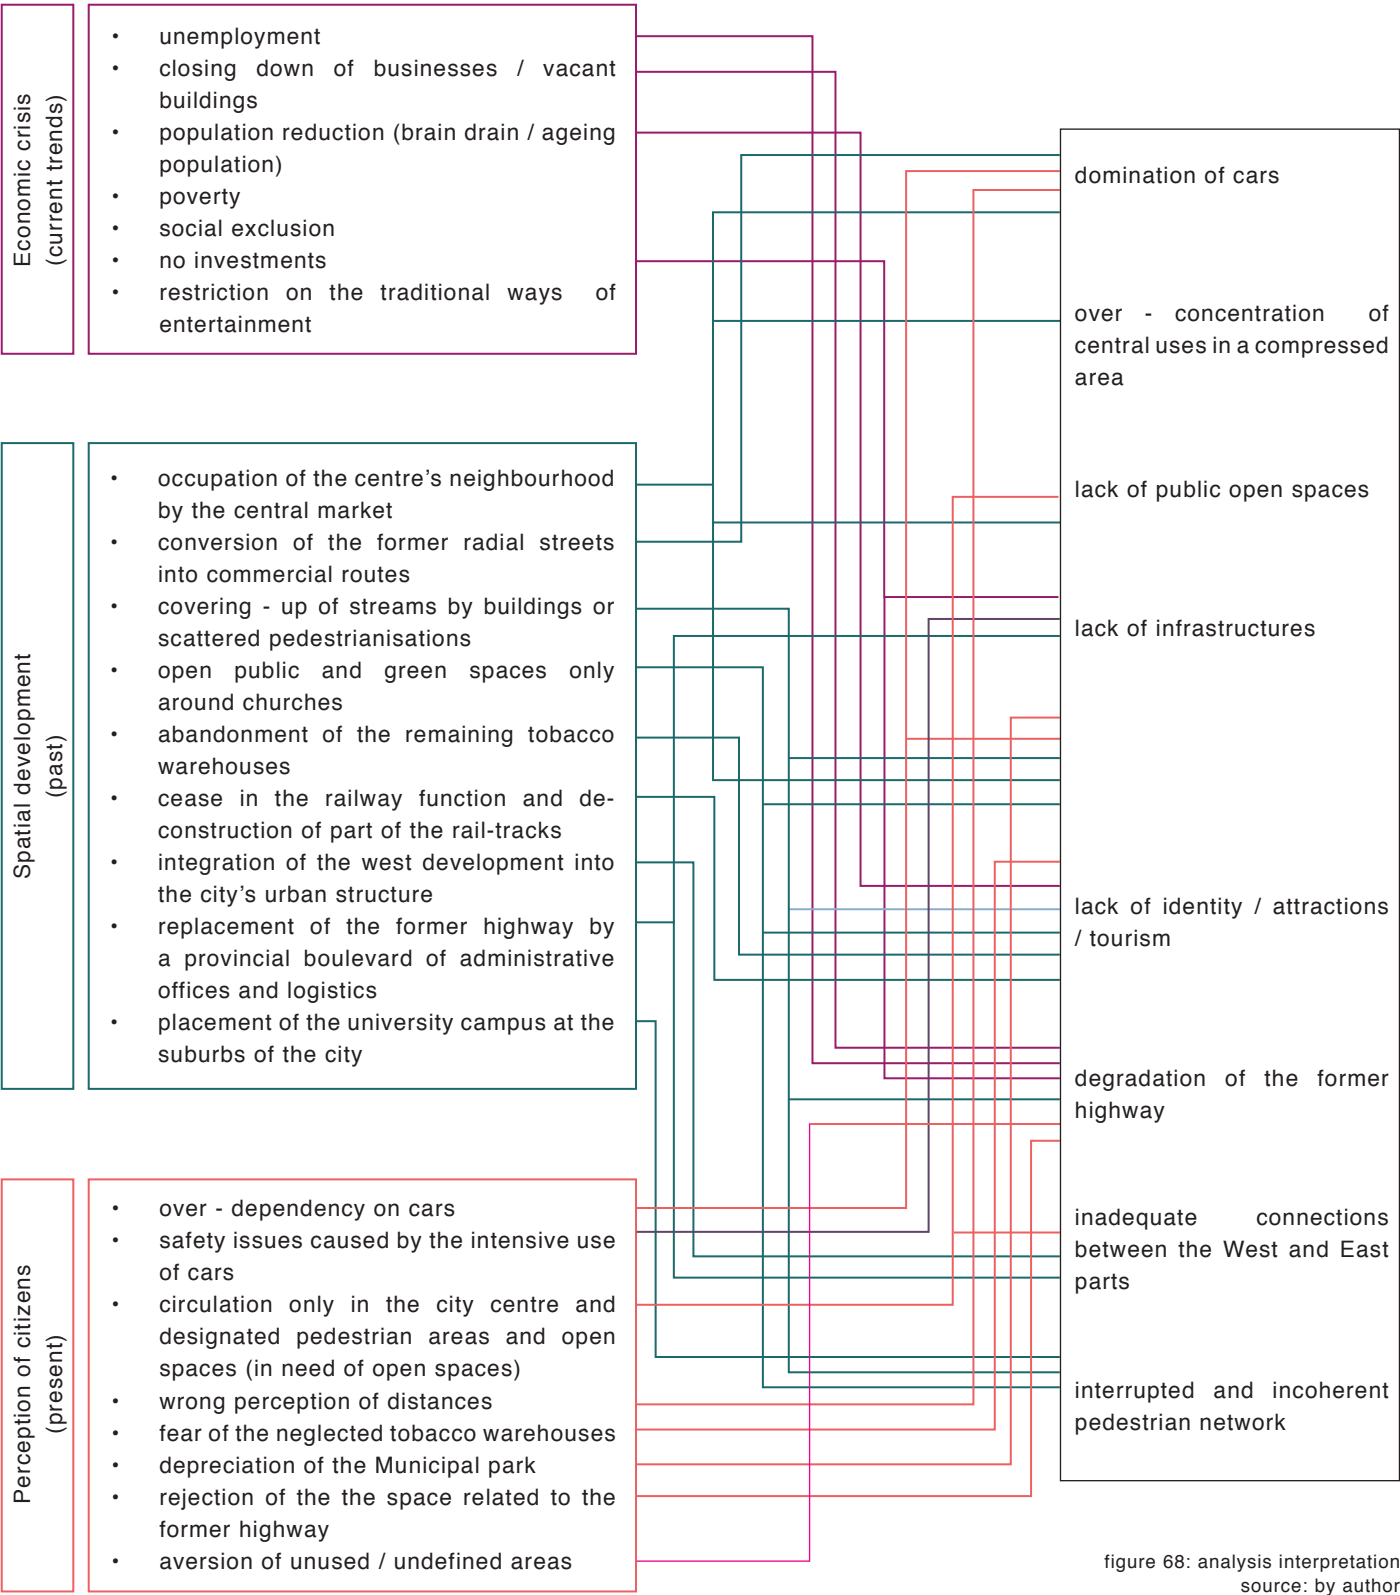 Economic crisis
(current trends)
• unemployment
• closing down of businesses / vacant
buildings
• population reduction (brain drain / ageing
population)
• poverty
• social exclusion
• no investments
• restriction on the traditional ways of
entertainment
Spatial development
(past)
• occupation of the centre’s neighbourhood
by the central market
• conversion of the former radial streets
into commercial routes
• covering - up of streams by buildings or
scattered pedestrianisations
• open public and green spaces only
around churches
• abandonment of the remaining tobacco
warehouses
• cease in the railway function and de-
construction of part of the rail-tracks
• integration of the west development into
the city’s urban structure
• replacement of the former highway by
a provincial boulevard of administrative
offices and logistics
• placement of the university campus at the
suburbs of the city
Perception of citizens
(present)
• over - dependency on cars
• safety issues caused by the intensive use
of cars
• circulation only in the city centre and
designated pedestrian areas and open
spaces (in need of open spaces)
• wrong perception of distances
• fear of the neglected tobacco warehouses
• depreciation of the Municipal park
• rejection of the the space related to the
former highway
• aversion of unused / undefined areas
domination of cars
over - concentration of
central uses in a compressed
area
lack of public open spaces
lack of infrastructures
lack of identity / attractions
/ tourism
degradation of the former
highway
inadequate connections
between the West and East
parts
interrupted and incoherent
pedestrian network
figure 68: analysis interpretation
source: by author